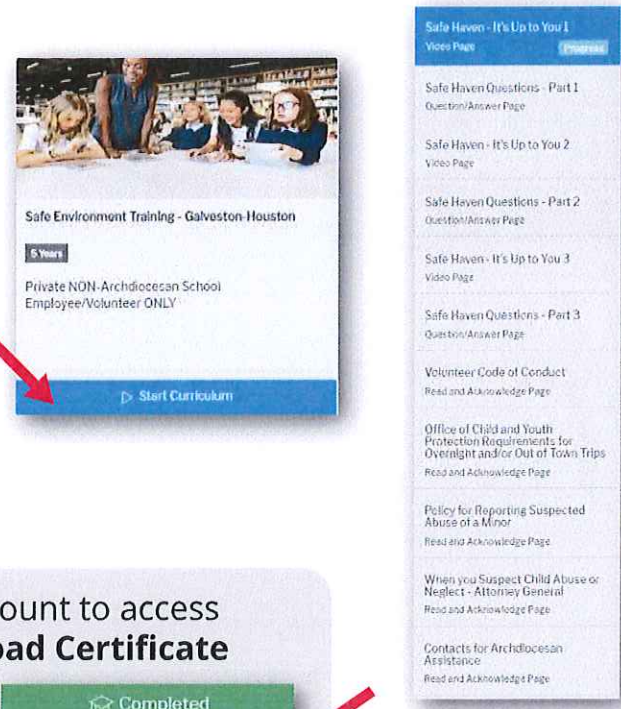 Safe Environment Training - Galveston-Houston
5 Years
Private NON-Archdiocesan School
Employee/Volunteer ONLY
Start Curriculum
Safe Haven - It's Up to You 1
Video Page
Progress
Safe Haven Questions - Part 1
Question/Answer Page
Safe Haven - It's Up to You 2
Video Page
Safe Haven Questions - Part 2
Question/Answer Page
Safe Haven - It's Up to You 3
Video Page
Safe Haven Questions - Part 3
Question/Answer Page
Volunteer Code of Conduct
Read and Acknowledge Page
Office of Child and Youth
Protection Requirements for
Overnight and/or Out of Town Trips
Read and Acknowledge Page
Policy for Reporting Suspected
Abuse of a Minor
Read and Acknowledge Page
When you Suspect Child Abuse or
Neglect - Attorney General
Read and Acknowledge Page
Contacts for Archdiocesan
Assistance
Read and Acknowledge Page
ount to access
oad Certificate
Completed